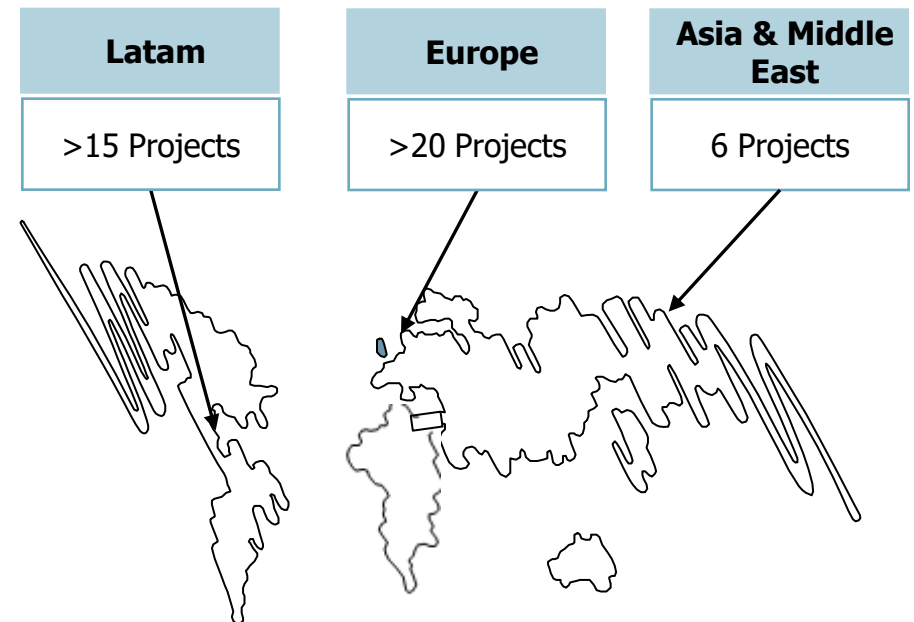 Latam
>15 Projects
Europe
>20 Projects
Asia & Middle
East
6 Projects